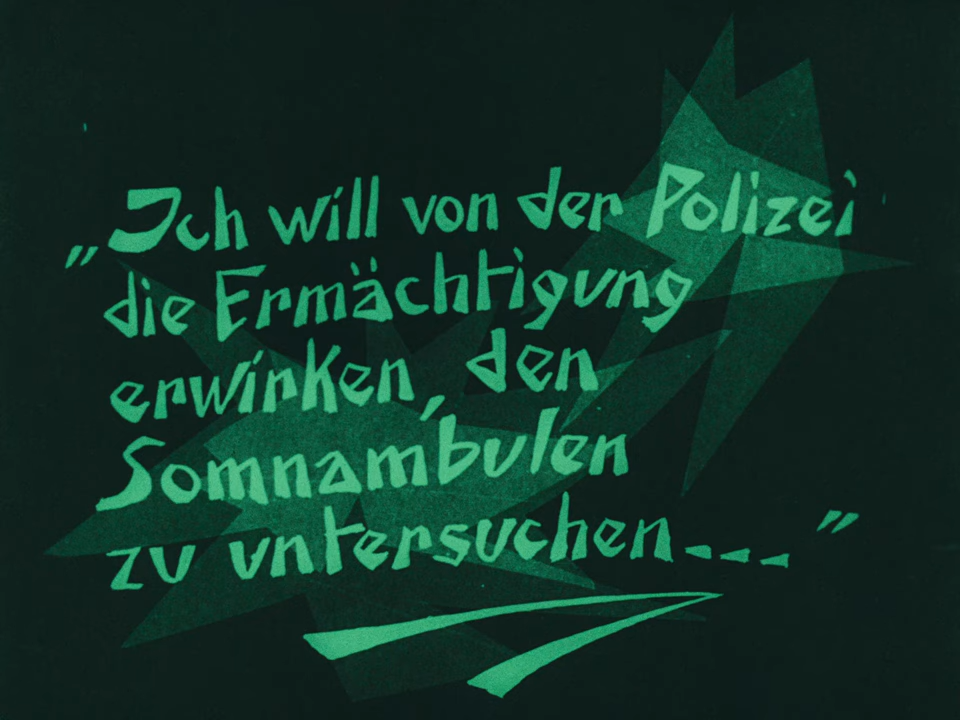 „Ich will von der Polizei
die Ermächtigung
erwirken, den
Somnambulen
zu untersuchen...."